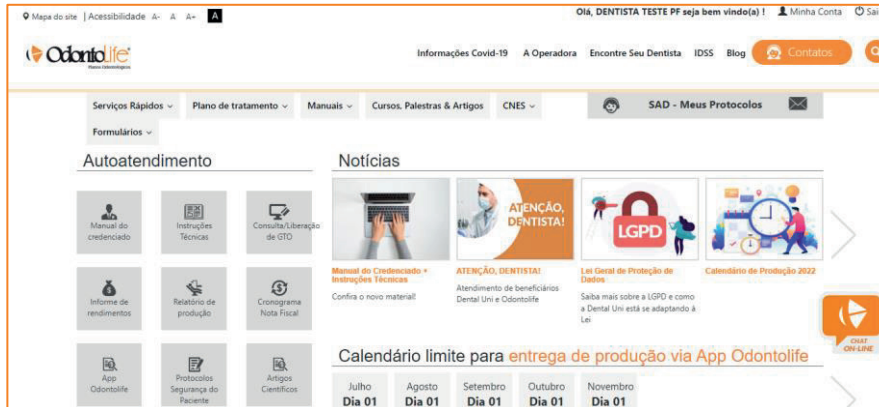 Mapa do site | Acessibilidade A- A A+ A
Olá, DENTISTA TESTE PF seja bem vindo(a) ! Minha Conta Sai
Odontolife
Planos Odontológicos
Informações Covid-19 A Operadora Encontre Seu Dentista IDSS Blog Contatos
Serviços Rápidos Plano de tratamento Manuais Cursos, Palestras & Artigos CNES SAD - Meus Protocolos
Formulários
Autoatendimento
Manual do
credenciado
Instruções
Técnicas
Consulta/Liberação
de GTO
Informe de
rendimentos
Relatório de
produção
Cronograma
Nota Fiscal
App
Odontolife
Protocolos
Segurança do
Paciente
Artigos
Científicos
Notícias
Manual do Credenciado +
Instruções Técnicas
Confira o novo material!
ATENÇÃO,
DENTISTA!
ATENÇÃO, DENTISTA!
Atendimento de beneficiários
Dental Uni e Odontolife
LGPD
Lei Geral de Proteção de
Dados
Saiba mais sobre a LGPD e como
a Dental Uni está se adaptando à
Lei
Calendário de Produção 2022
CHAT
ON-LINE
Calendário limite para entrega de produção via App Odontolife
Julho Agosto Setembro Outubro Novembro
Dia 01 Dia 01 Dia 01 Dia 01 Dia 01